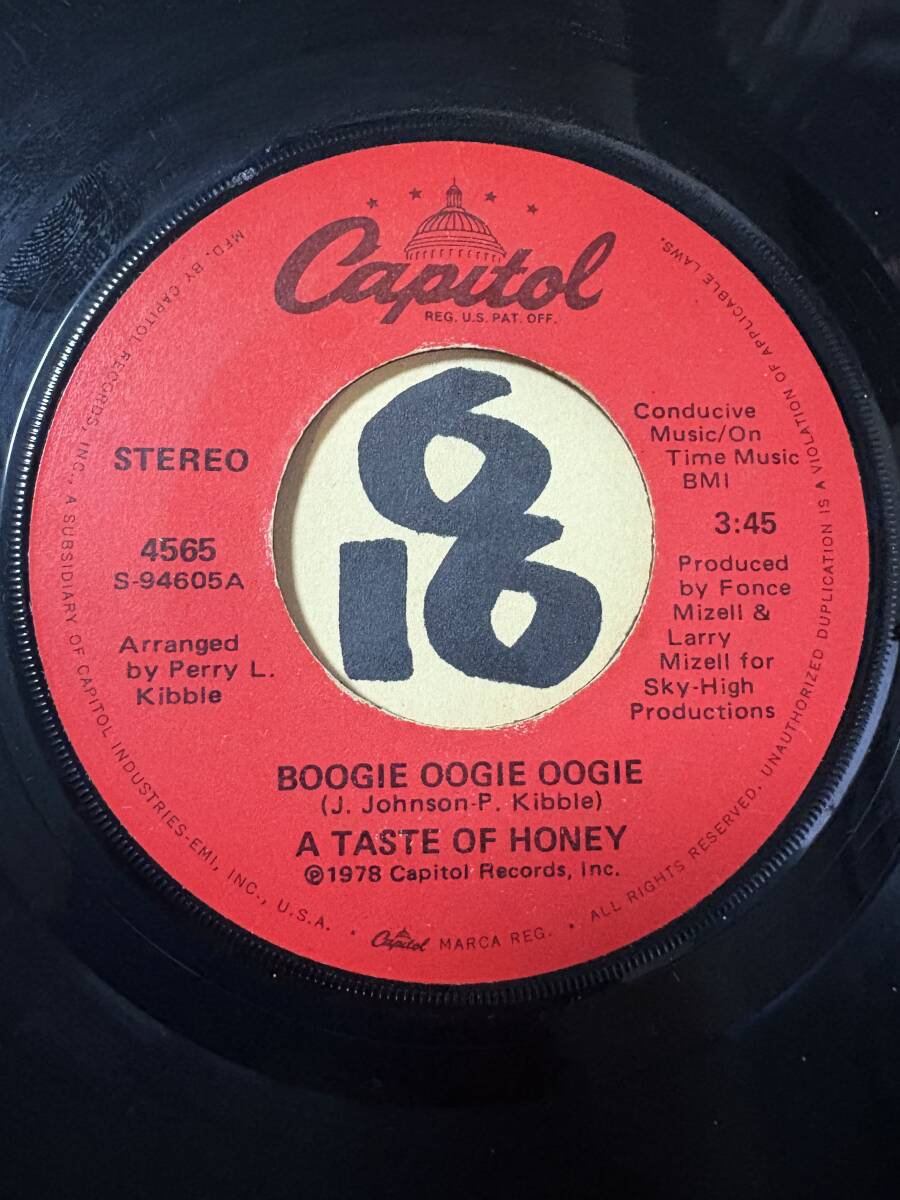 Capitol
REG. U.S. PAT. OFF.
STEREO
4565
S-94605A
Arranged
by Perry L.
Kibble
Conducive
Music/On
Time Music
BMI
3:45
Produced
by Fonce
Mizell &
Larry
Mizell for
Sky-High
Productions
BOOGIE OOGIE OOGIE
(J. Johnson-P. Kibble)
A TASTE OF HONEY
℗1978 Capitol Records, Inc.
MFD. BY CAPITOL RECORDS, INC., A SUBSIDIARY OF CAPITOL INDUSTRIES-EMI, INC., U.S.A. · Capitol MARCA REG. · ALL RIGHTS RESERVED. UNAUTHORIZED DUPLICATION IS A VIOLATION OF APPLICABLE LAWS.